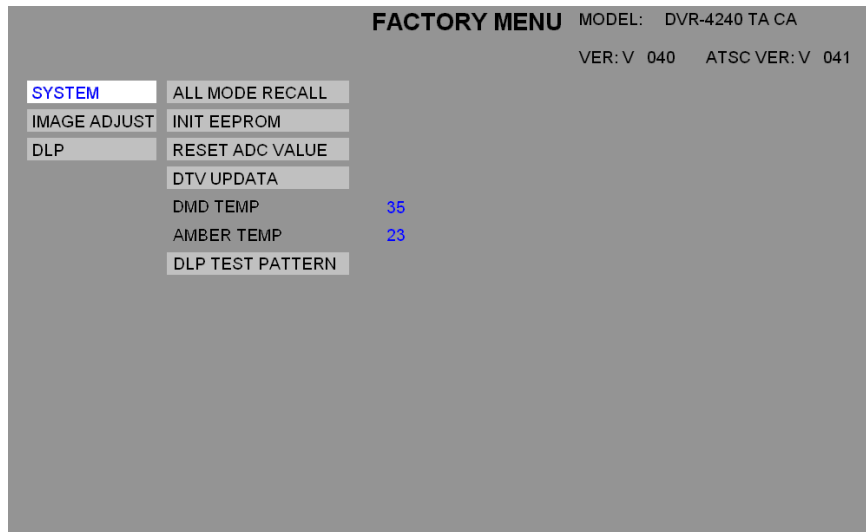 FACTORY MENU MODEL: DVR-4240 TA CA
VER: V 040 ATSC VER: V 041
SYSTEM ALL MODE RECALL
IMAGE ADJUST INIT EEPROM
DLP RESET ADC VALUE
DTV UPDATA
DMD TEMP 35
AMBER TEMP 23
DLP TEST PATTERN